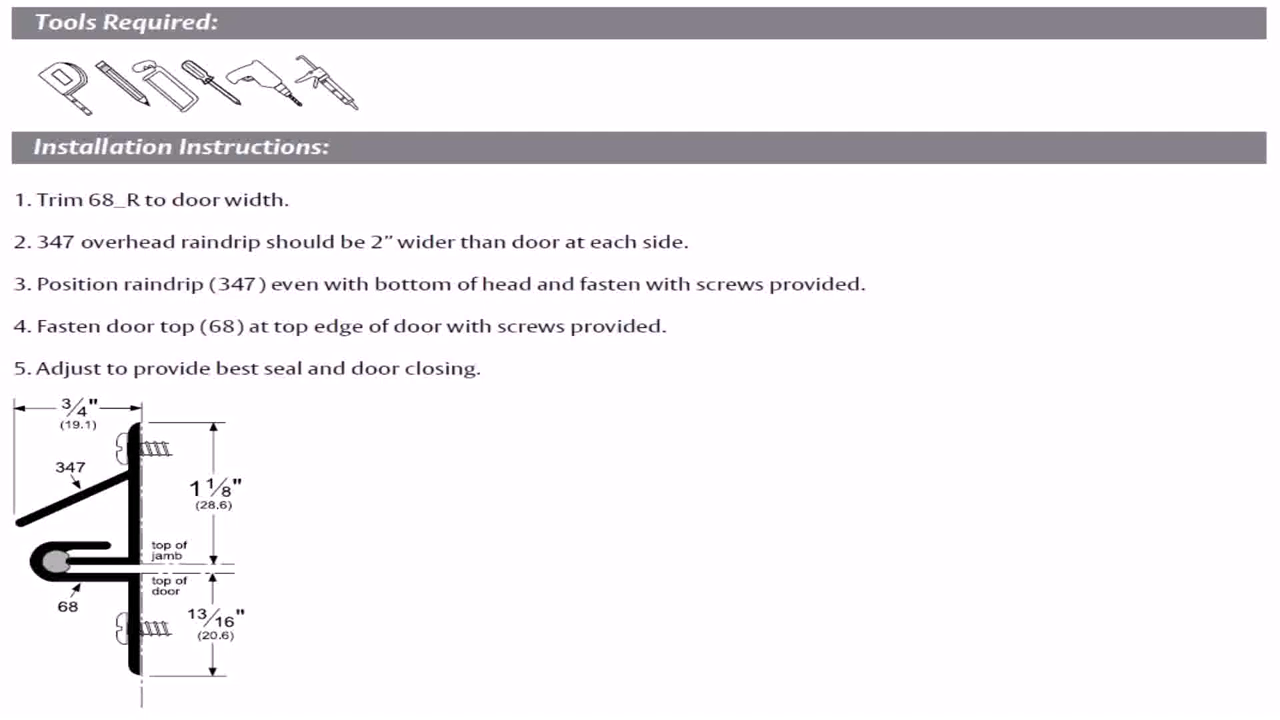 Tools Required:
Installation Instructions:
1. Trim 68_R to door width.
2. 347 overhead raindrip should be 2” wider than door at each side.
3. Position raindrip (347) even with bottom of head and fasten with screws provided.
4. Fasten door top (68) at top edge of door with screws provided.
5. Adjust to provide best seal and door closing.
3/4"
(19.1)
347
1 1/8"
(28.6)
top of
jamb
top of
door
68
13/16"
(20.6)